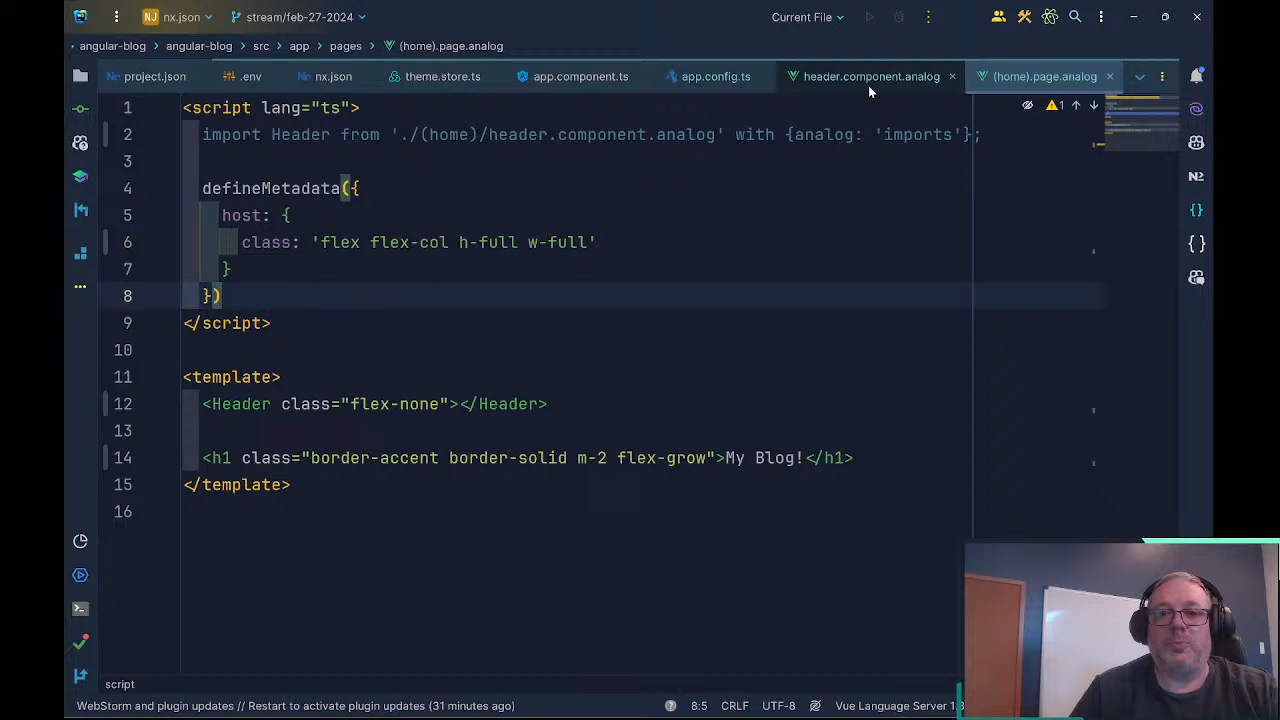 NJ nx.json stream/feb-27-2024 Current File
angular-blog angular-blog src app pages (home).page.analog
project.json .env nx.json theme.store.ts app.component.ts app.config.ts header.component.analog (home).page.analog
1 <script lang="ts"> 1
2 import Header from './(home)/header.component.analog' with {analog: 'imports'};
3
4 defineMetadata({
5 host: {
6 class: 'flex flex-col h-full w-full'
7 }
8 })
9 </script>
10
11 <template>
12 <Header class="flex-none"></Header>
13
14 <h1 class="border-accent border-solid m-2 flex-grow">My Blog!</h1>
15 </template>
16
script
WebStorm and plugin updates // Restart to activate plugin updates (31 minutes ago) 8:5 CRLF UTF-8 Vue Language Server